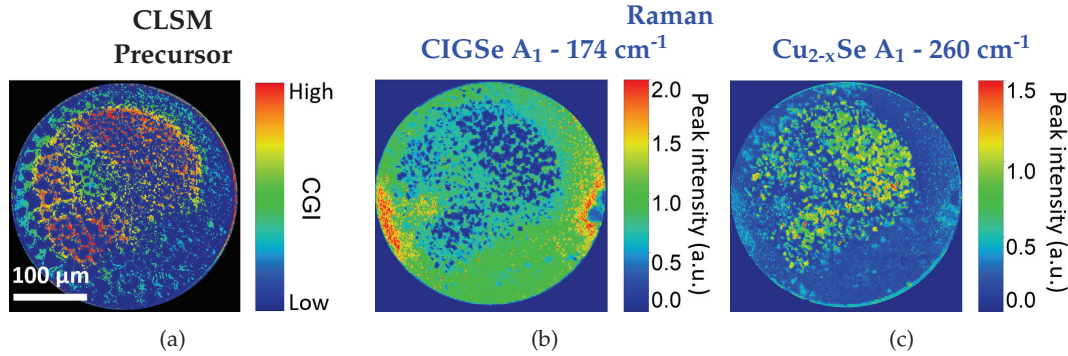 CLSM
Precursor
Raman
CIGSe A₁ - 174 cm⁻¹
Cu₂₋ₓSe A₁ - 260 cm⁻¹
High
CGI
Low
100 µm
2.0
1.5
1.0
0.5
0.0
Peak intensity (a.u.)
1.5
1.0
0.5
0.0
Peak intensity (a.u.)
(a)
(b)
(c)